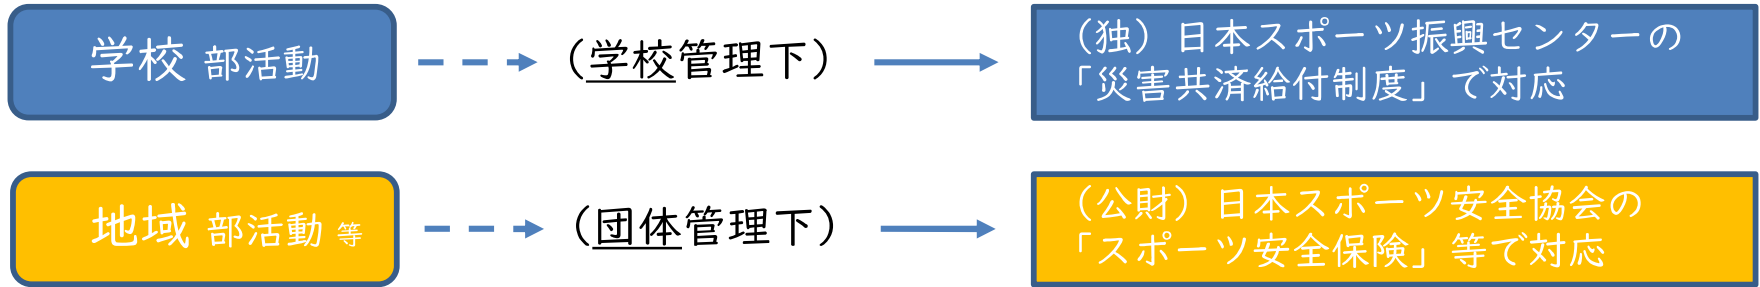 学校 部活動
（学校管理下）
（独）日本スポーツ振興センターの
「災害共済給付制度」で対応
地域 部活動 等
（団体管理下）
（公財）日本スポーツ安全協会の
「スポーツ安全保険」等で対応